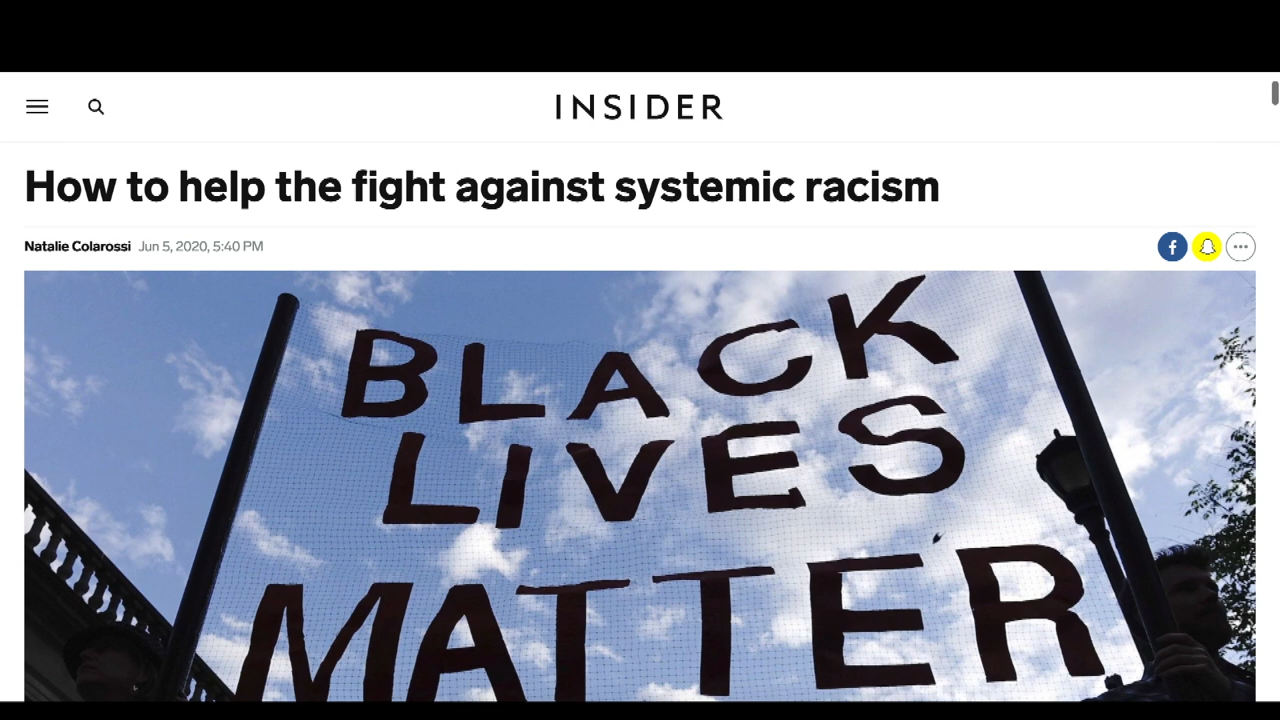 INSIDER
How to help the fight against systemic racism
Natalie Colarossi Jun 5, 2020, 5:40 PM
BLACK
LIVES
MATTER